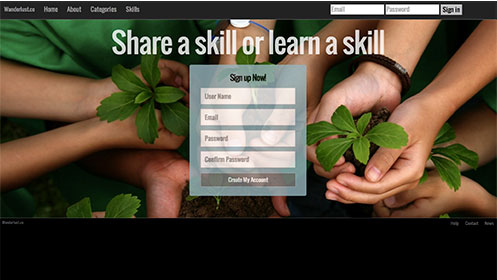 Wanderlust.co Home About Categories Skills Email Password Sign in
Share a skill or learn a skill
Sign up Now!
User Name
Email
Password
Confirm Password
Create My Account
Wanderlust.co Help Contact News